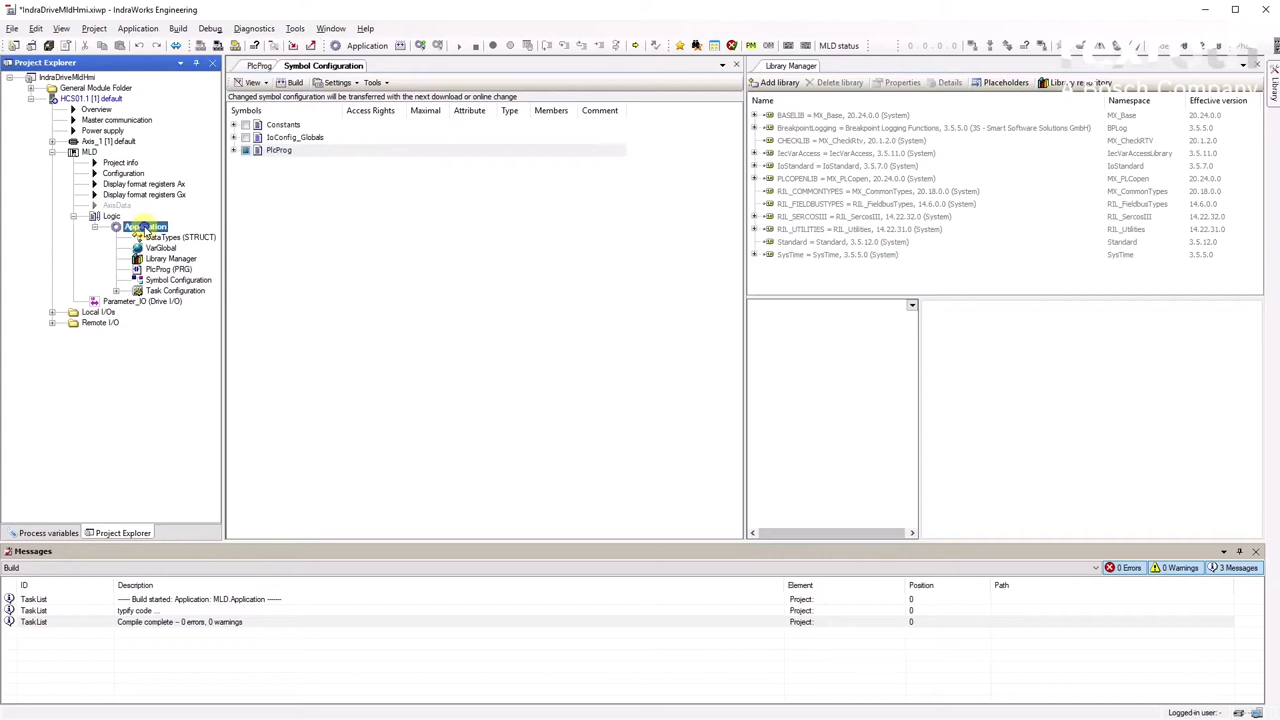 *IndraDriveMldHmi.xiwp - IndraWorks Engineering
File Edit View Project Application Build Debug Diagnostics Tools Window Help
Application PM OM MLD status 0 . 0 . 0 . 0
Project Explorer
IndraDriveMldHmi
General Module Folder
HCS01.1 [1] default
Overview
Master communication
Power supply
Axis_1 [1] default
MLD
Project info
Configuration
Display format registers Ax
Display format registers Gx
AxisData
Logic
Application
DataTypes (STRUCT)
VarGlobal
Library Manager
PlcProg (PRG)
Symbol Configuration
Task Configuration
Parameter_IO (Drive I/O)
Local I/Os
Remote I/O
Process variables Project Explorer
PlcProg Symbol Configuration
View Build Settings Tools
Changed symbol configuration will be transferred with the next download or online change
Symbols Access Rights Maximal Attribute Type Members Comment
Constants
IoConfig_Globals
PlcProg
Library Manager
A Bosch Company
Add library Delete library Properties Details Placeholders Library repository
Name Namespace Effective version
BASELIB = MX_Base, 20.24.0.0 (System) MX_Base 20.24.0.0
BreakpointLogging = Breakpoint Logging Functions, 3.5.5.0 (3S - Smart Software Solutions GmbH) BPLog 3.5.5.0
CHECKLIB = MX_CheckRtv, 20.1.2.0 (System) MX_CheckRTV 20.1.2.0
IecVarAccess = IecVarAccess, 3.5.11.0 (System) IecVarAccessLibrary 3.5.11.0
IoStandard = IoStandard, 3.5.7.0 (System) IoStandard 3.5.7.0
PLCOPENLIB = MX_PLCopen, 20.24.0.0 (System) MX_PLCopen 20.24.0.0
RIL_COMMONTYPES = MX_CommonTypes, 20.18.0.0 (System) MX_CommonTypes 20.18.0.0
RIL_FIELDBUSTYPES = RIL_FieldbusTypes, 14.6.0.0 (System) RIL_FieldbusTypes 14.6.0.0
RIL_SERCOSIII = RIL_SercosIII, 14.22.32.0 (System) RIL_SercosIII 14.22.32.0
RIL_UTILITIES = RIL_Utilities, 14.22.31.0 (System) RIL_Utilities 14.22.31.0
Standard = Standard, 3.5.12.0 (System) Standard 3.5.12.0
SysTime = SysTime, 3.5.5.0 (System) SysTime 3.5.5.0
Library
Messages
Build 0 Errors 0 Warnings 3 Messages
ID Description Element Position Path
TaskList ----- Build started: Application: MLD.Application ------- Project: 0
TaskList typify code ... Project: 0
TaskList Compile complete -- 0 errors, 0 warnings Project: 0
Logged-in user: -